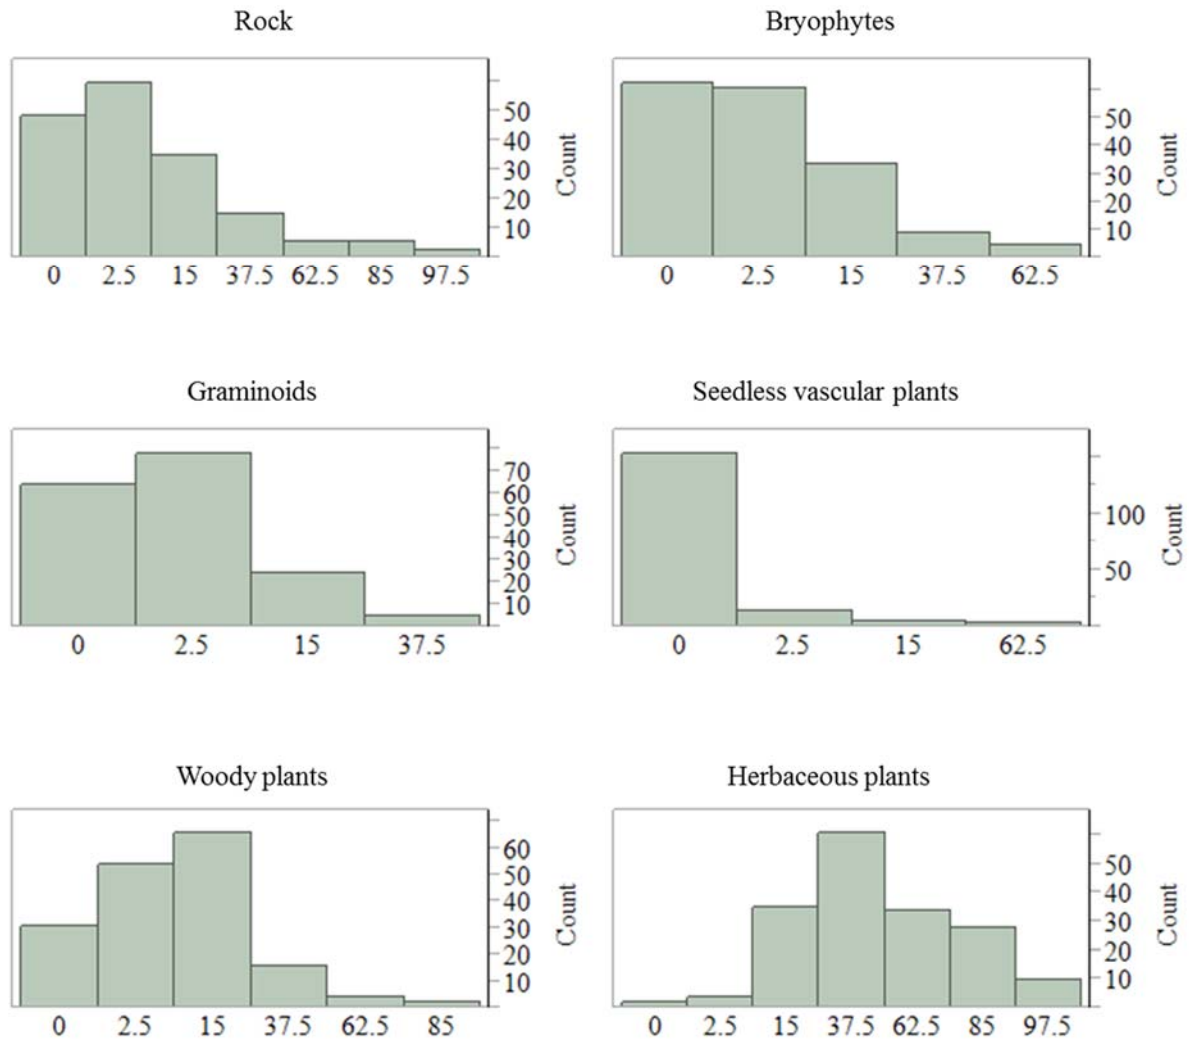 Rock
50
40
30
20
10
Count
0 2.5 15 37.5 62.5 85 97.5
Bryophytes
50
40
30
20
10
Count
0 2.5 15 37.5 62.5
Graminoids
70
60
50
40
30
20
10
Count
0 2.5 15 37.5
Seedless vascular plants
100
50
Count
0 2.5 15 62.5
Woody plants
60
50
40
30
20
10
Count
0 2.5 15 37.5 62.5 85
Herbaceous plants
50
40
30
20
10
Count
0 2.5 15 37.5 62.5 85 97.5